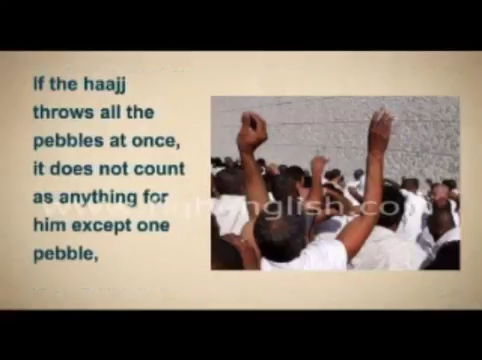 If the haajj
throws all the
pebbles at once,
it does not count
as anything for
him except one
pebble,